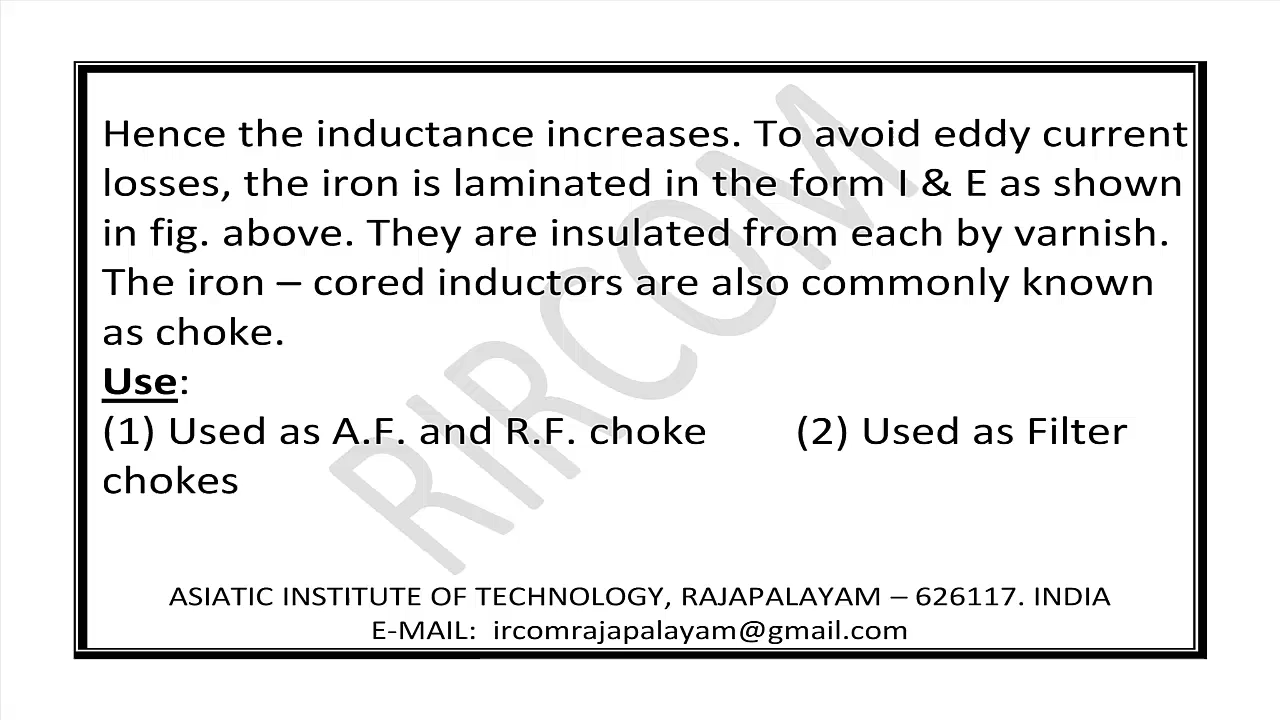 Hence the inductance increases. To avoid eddy current
losses, the iron is laminated in the form I & E as shown
in fig. above. They are insulated from each by varnish.
The iron – cored inductors are also commonly known
as choke.
Use:
(1) Used as A.F. and R.F. choke (2) Used as Filter
chokes
RIRCOM
ASIATIC INSTITUTE OF TECHNOLOGY, RAJAPALAYAM – 626117. INDIA
E-MAIL: ircomrajapalayam@gmail.com